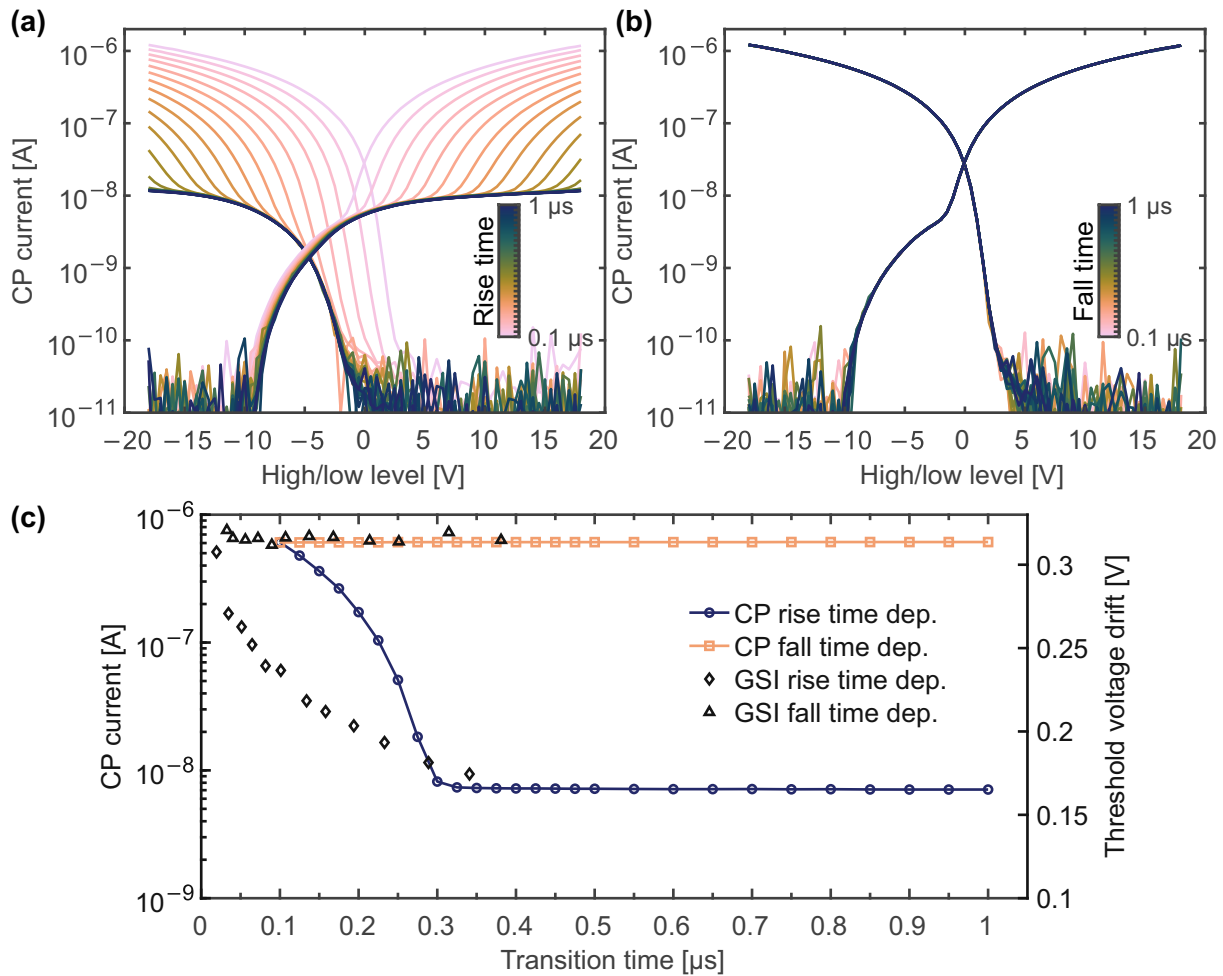 (a)
10⁻⁶
10⁻⁷
10⁻⁸
10⁻⁹
10⁻¹⁰
10⁻¹¹
CP current [A]
−20 −15 −10 −5 0 5 10 15 20
High/low level [V]
Rise time
1 µs
0.1 µs
(b)
10⁻⁶
10⁻⁷
10⁻⁸
10⁻⁹
10⁻¹⁰
10⁻¹¹
CP current [A]
−20 −15 −10 −5 0 5 10 15 20
High/low level [V]
Fall time
1 µs
0.1 µs
(c)
10⁻⁶
10⁻⁷
10⁻⁸
10⁻⁹
CP current [A]
CP rise time dep.
CP fall time dep.
GSI rise time dep.
GSI fall time dep.
0.3
0.25
0.2
0.15
0.1
Threshold voltage drift [V]
0 0.1 0.2 0.3 0.4 0.5 0.6 0.7 0.8 0.9 1
Transition time [µs]